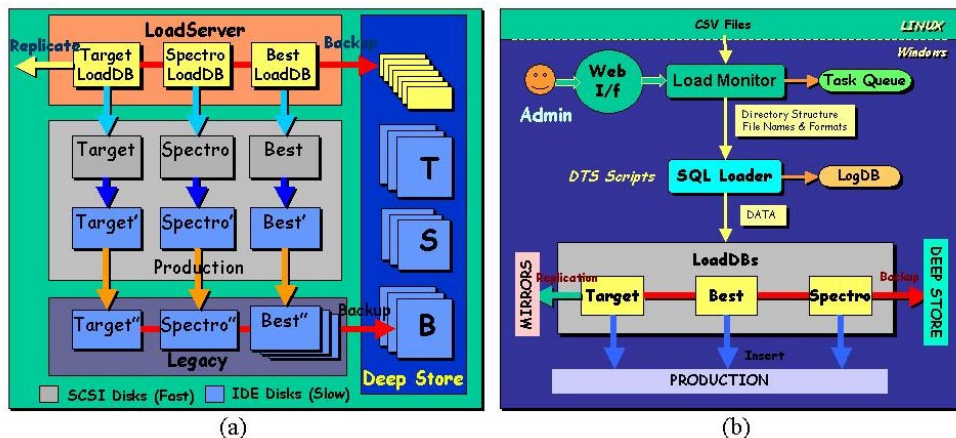 LoadServer
Replicate
Target
LoadDB
Spectro
LoadDB
Best
LoadDB
Backup
Target
Spectro
Best
Target'
Spectro'
Best'
Production
Target"
Spectro"
Best"
Legacy
Backup
T
S
B
Deep Store
SCSI Disks (Fast)
IDE Disks (Slow)
(a)
CSV Files
LINUX
Windows
Admin
Web
I/f
Load Monitor
Task Queue
Directory Structure
File Names & Formats
DTS Scripts
SQL Loader
LogDB
DATA
LoadDBs
MIRRORS
Replication
Target
Best
Spectro
Backup
DEEP STORE
Insert
PRODUCTION
(b)